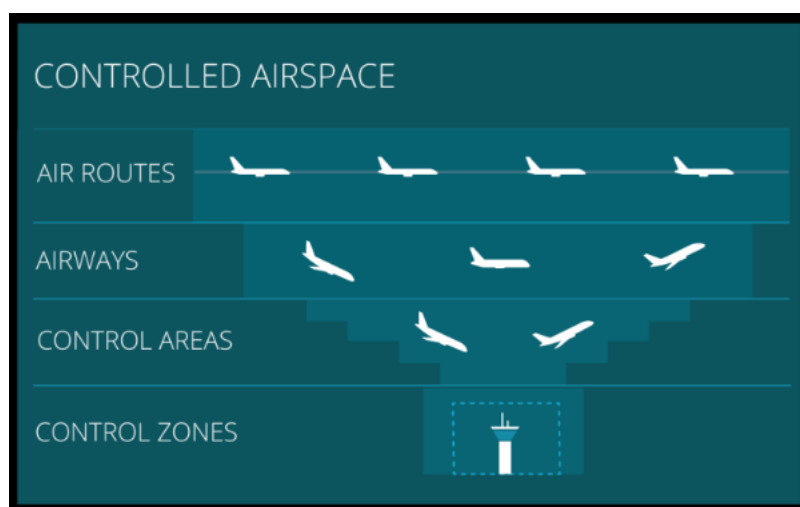 CONTROLLED AIRSPACE
AIR ROUTES
AIRWAYS
CONTROL AREAS
CONTROL ZONES